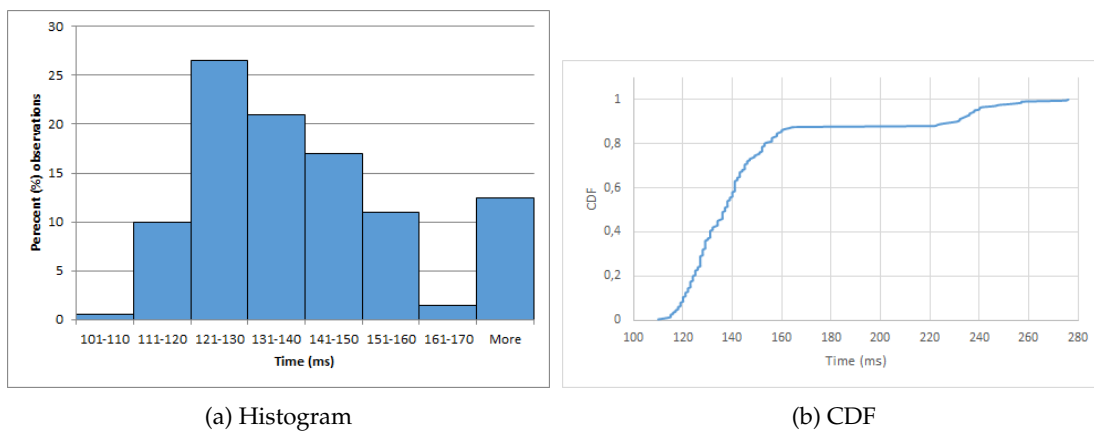 30
25
20
15
10
5
0
Perecent (%) observations
101-110 111-120 121-130 131-140 141-150 151-160 161-170 More
Time (ms)
(a) Histogram
1
0,8
0,6
0,4
0,2
0
CDF
100 120 140 160 180 200 220 240 260 280
Time (ms)
(b) CDF